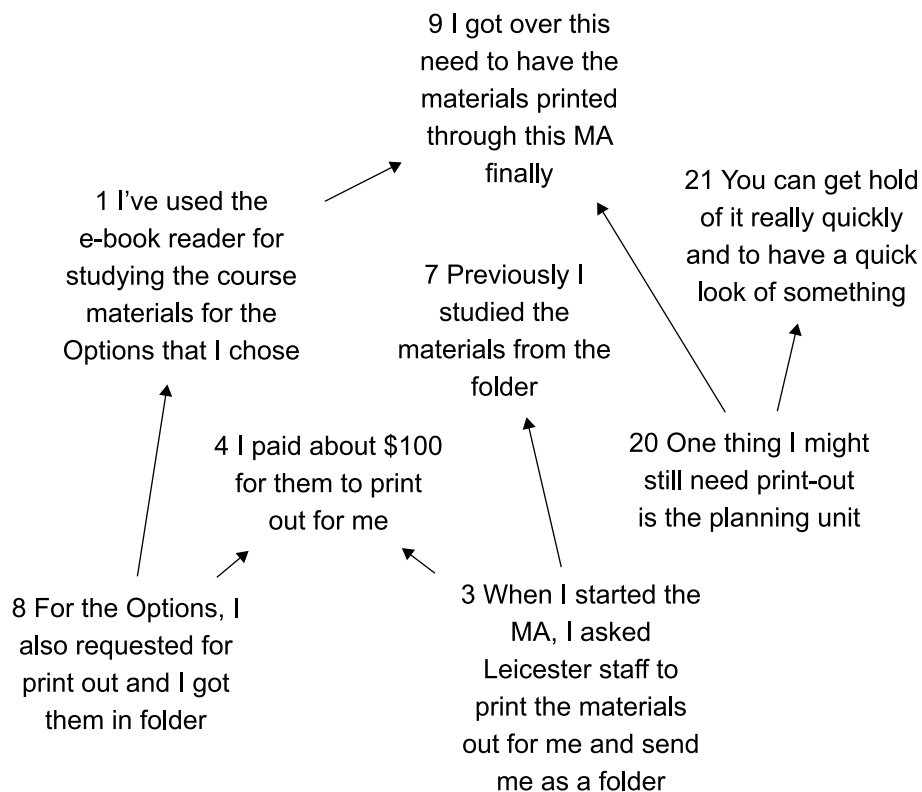 9 I got over this
need to have the
materials printed
through this MA
finally
1 I've used the
e-book reader for
studying the course
materials for the
Options that I chose
21 You can get hold
of it really quickly
and to have a quick
look of something
7 Previously I
studied the
materials from the
folder
4 I paid about $100
for them to print
out for me
20 One thing I might
still need print-out
is the planning unit
8 For the Options, I
also requested for
print out and I got
them in folder
3 When I started the
MA, I asked
Leicester staff to
print the materials
out for me and send
me as a folder